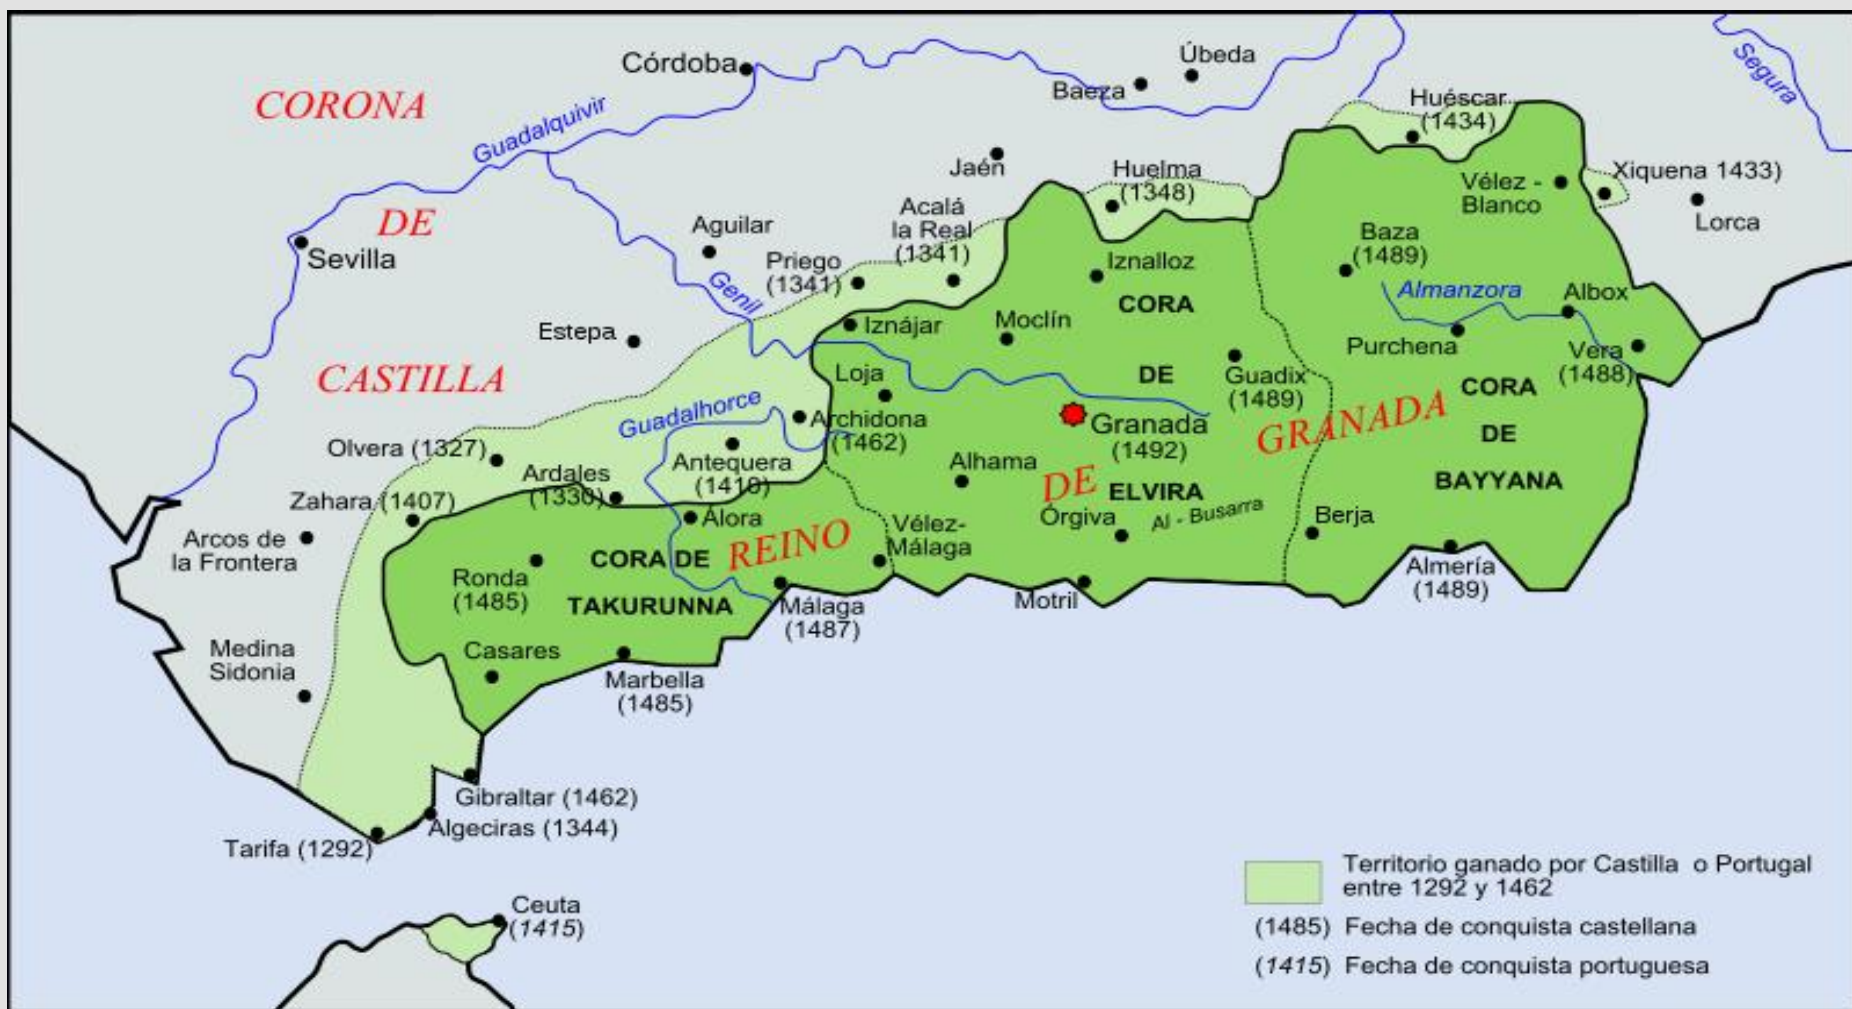 Córdoba
Úbeda
Baeza
Segura
CORONA
Guadalquivir
Huéscar
(1434)
Jaén
Huelma
(1348)
Vélez -
Blanco
Xiquena 1433)
Lorca
DE
Acalá
la Real
(1341)
Aguilar
Priego
(1341)
Sevilla
Genil
Iznalloz
Baza
(1489)
Almanzora
Albox
CORA
Iznájar
Moclín
Estepa
Purchena
Vera
(1488)
CASTILLA
Loja
DE
Guadix
(1489)
CORA
Guadalhorce
Archidona
(1462)
Granada
(1492)
GRANADA
DE
Olvera (1327)
Ardales
(1330)
Antequera
(1410)
Alhama
DE
ELVIRA
BAYYANA
Zahara (1407)
Álora
REINO
Vélez-
Málaga
Órgiva
Al - Busarra
Berja
Arcos de
la Frontera
CORA DE
TAKURUNNA
Ronda
(1485)
Málaga
(1487)
Motril
Almería
(1489)
Medina
Sidonia
Casares
Marbella
(1485)
Gibraltar (1462)
Algeciras (1344)
Tarifa (1292)
Ceuta
(1415)
Territorio ganado por Castilla o Portugal
entre 1292 y 1462
(1485) Fecha de conquista castellana
(1415) Fecha de conquista portuguesa